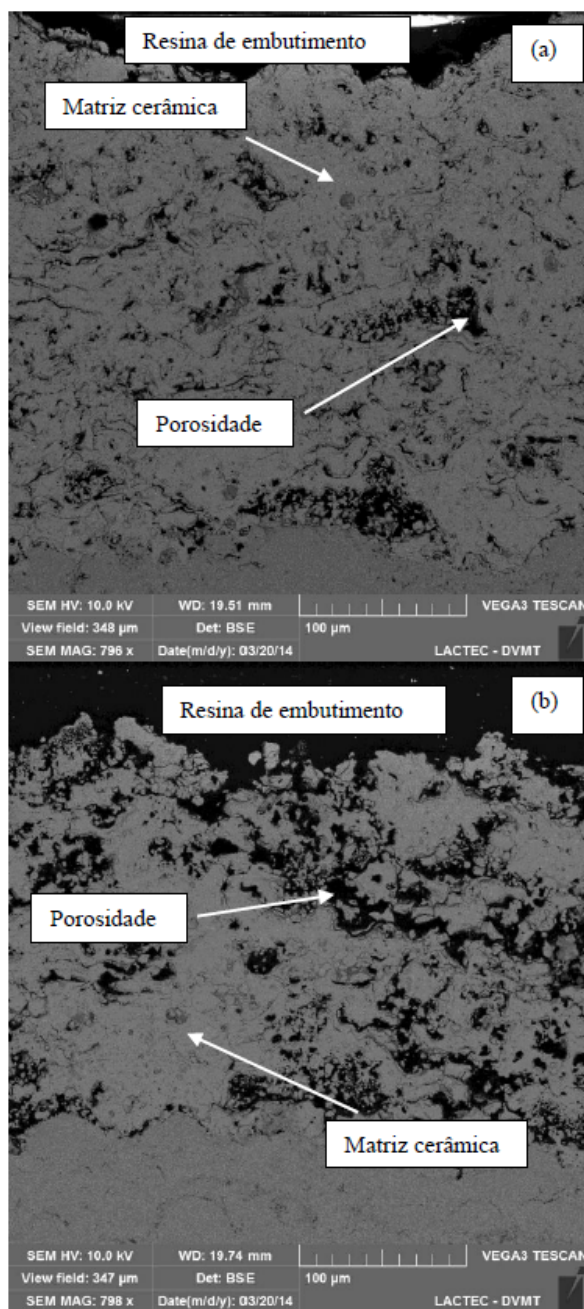 Resina de embutimento
(a)
Matriz cerâmica
Porosidade
SEM HV: 10.0 kV WD: 19.51 mm VEGA3 TESCAN
View field: 348 µm Det: BSE 100 µm
SEM MAG: 796 x Date(m/d/y): 03/20/14 LACTEC - DVMT
Resina de embutimento
(b)
Porosidade
Matriz cerâmica
SEM HV: 10.0 kV WD: 19.74 mm VEGA3 TESCAN
View field: 347 µm Det: BSE 100 µm
SEM MAG: 798 x Date(m/d/y): 03/20/14 LACTEC - DVMT